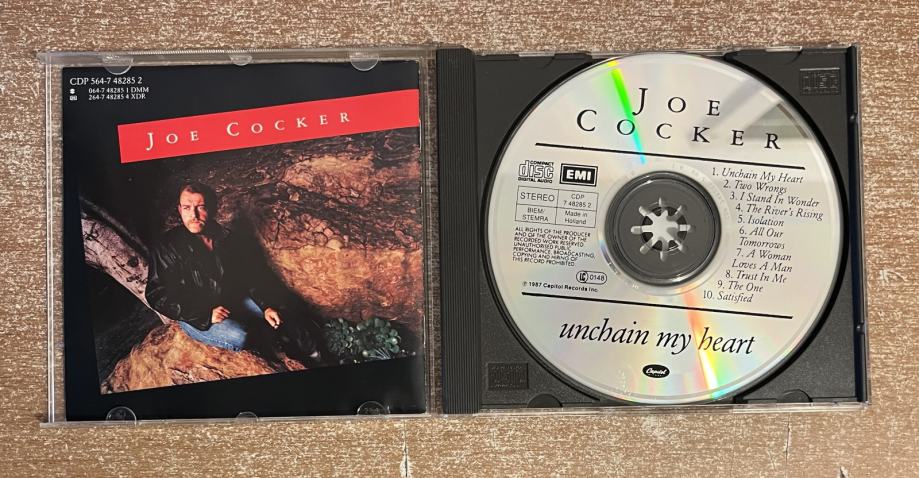 CDP 564-7 48285 2
064-7 48285 1 DMM
264-7 48285 4 XDR
JOE COCKER
JOE
COCKER
COMPACT
disc
DIGITAL AUDIO
EMI
STEREO
BIEM/
STEMRA
CDP
7 48285 2
Made in
Holland
ALL RIGHTS OF THE PRODUCER
AND OF THE OWNER OF THE
RECORDED WORK RESERVED
UNAUTHORISED PUBLIC
PERFORMANCE, BROADCASTING,
COPYING AND HIRING OF
THIS RECORD PROHIBITED
LC 0148
℗ 1987 Capitol Records Inc.
1. Unchain My Heart
2. Two Wrongs
3. I Stand In Wonder
4. The River's Rising
5. Isolation
6. All Our
Tomorrows
7. A Woman
Loves A Man
8. Trust In Me
9. The One
10. Satisfied
unchain my heart
Capitol